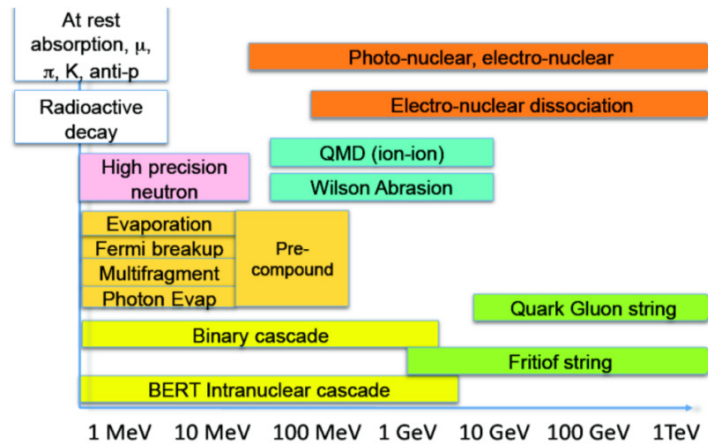 At rest
absorption, μ,
π, K, anti-p
Photo-nuclear, electro-nuclear
Radioactive
decay
Electro-nuclear dissociation
High precision
neutron
QMD (ion-ion)
Wilson Abrasion
Evaporation
Fermi breakup
Multifragment
Photon Evap
Pre-
compound
Quark Gluon string
Binary cascade
Fritiof string
BERT Intranuclear cascade
1 MeV 10 MeV 100 MeV 1 GeV 10 GeV 100 GeV 1TeV